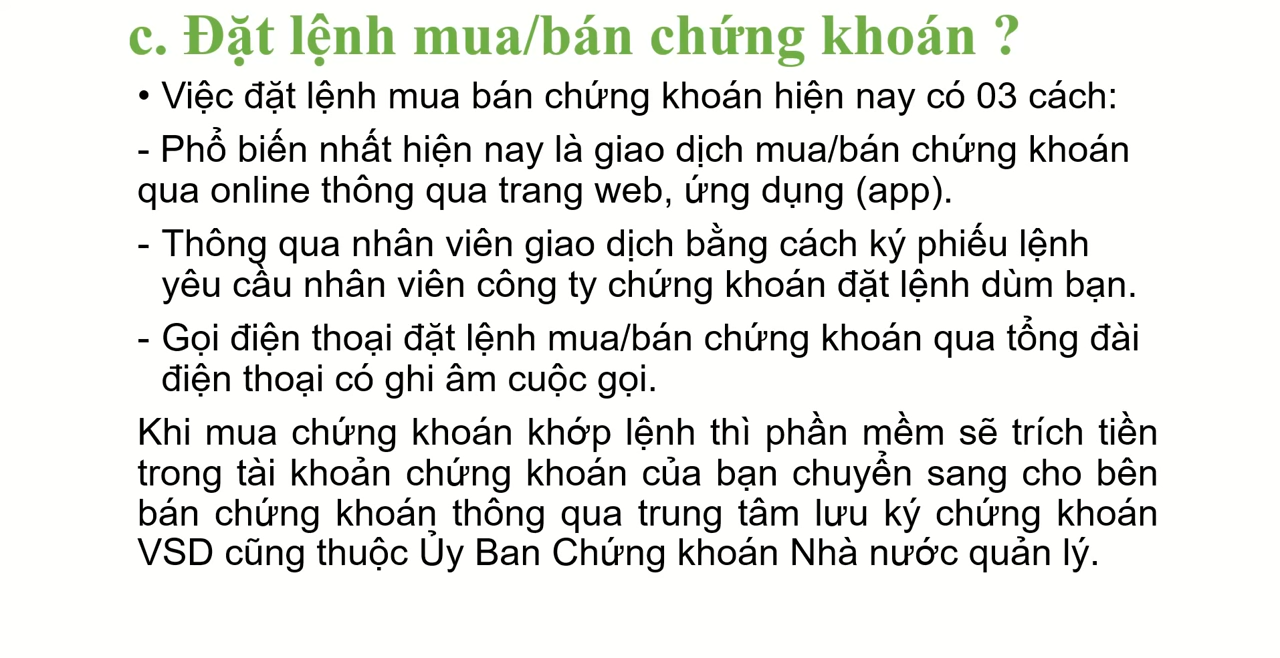 c. Đặt lệnh mua/bán chứng khoán ?
• Việc đặt lệnh mua bán chứng khoán hiện nay có 03 cách:
- Phổ biến nhất hiện nay là giao dịch mua/bán chứng khoán
qua online thông qua trang web, ứng dụng (app).
- Thông qua nhân viên giao dịch bằng cách ký phiếu lệnh
yêu cầu nhân viên công ty chứng khoán đặt lệnh dùm bạn.
- Gọi điện thoại đặt lệnh mua/bán chứng khoán qua tổng đài
điện thoại có ghi âm cuộc gọi.
Khi mua chứng khoán khớp lệnh thì phần mềm sẽ trích tiền
trong tài khoản chứng khoán của bạn chuyển sang cho bên
bán chứng khoán thông qua trung tâm lưu ký chứng khoán
VSD cũng thuộc Ủy Ban Chứng khoán Nhà nước quản lý.